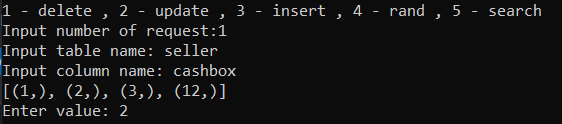 1 - delete , 2 - update , 3 - insert , 4 - rand , 5 - search
Input number of request:1
Input table name: seller
Input column name: cashbox
[(1,), (2,), (3,), (12,)]
Enter value: 2